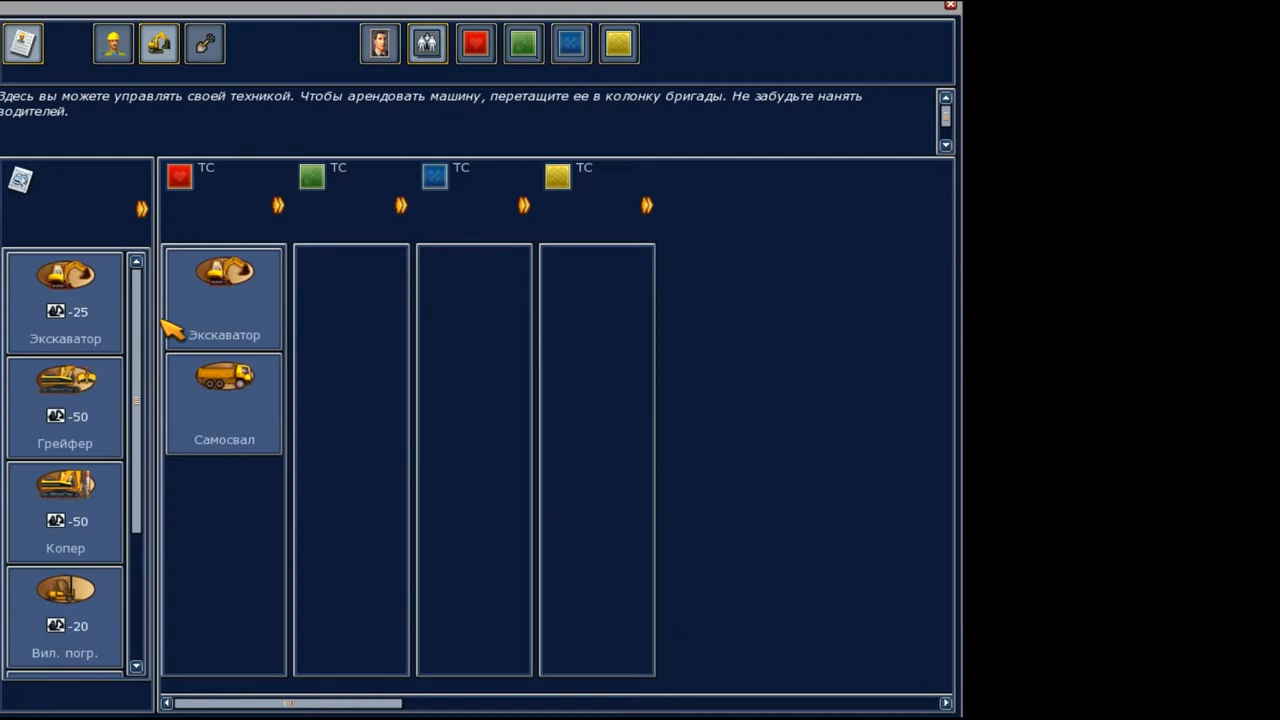 Здесь вы можете управлять своей техникой. Чтобы арендовать машину, перетащите ее в колонку бригады. Не забудьте нанять
водителей.
ТС
ТС
ТС
ТС
-25
Экскаватор
-50
Грейфер
-50
Копер
-20
Вил. погр.
Экскаватор
Самосвал